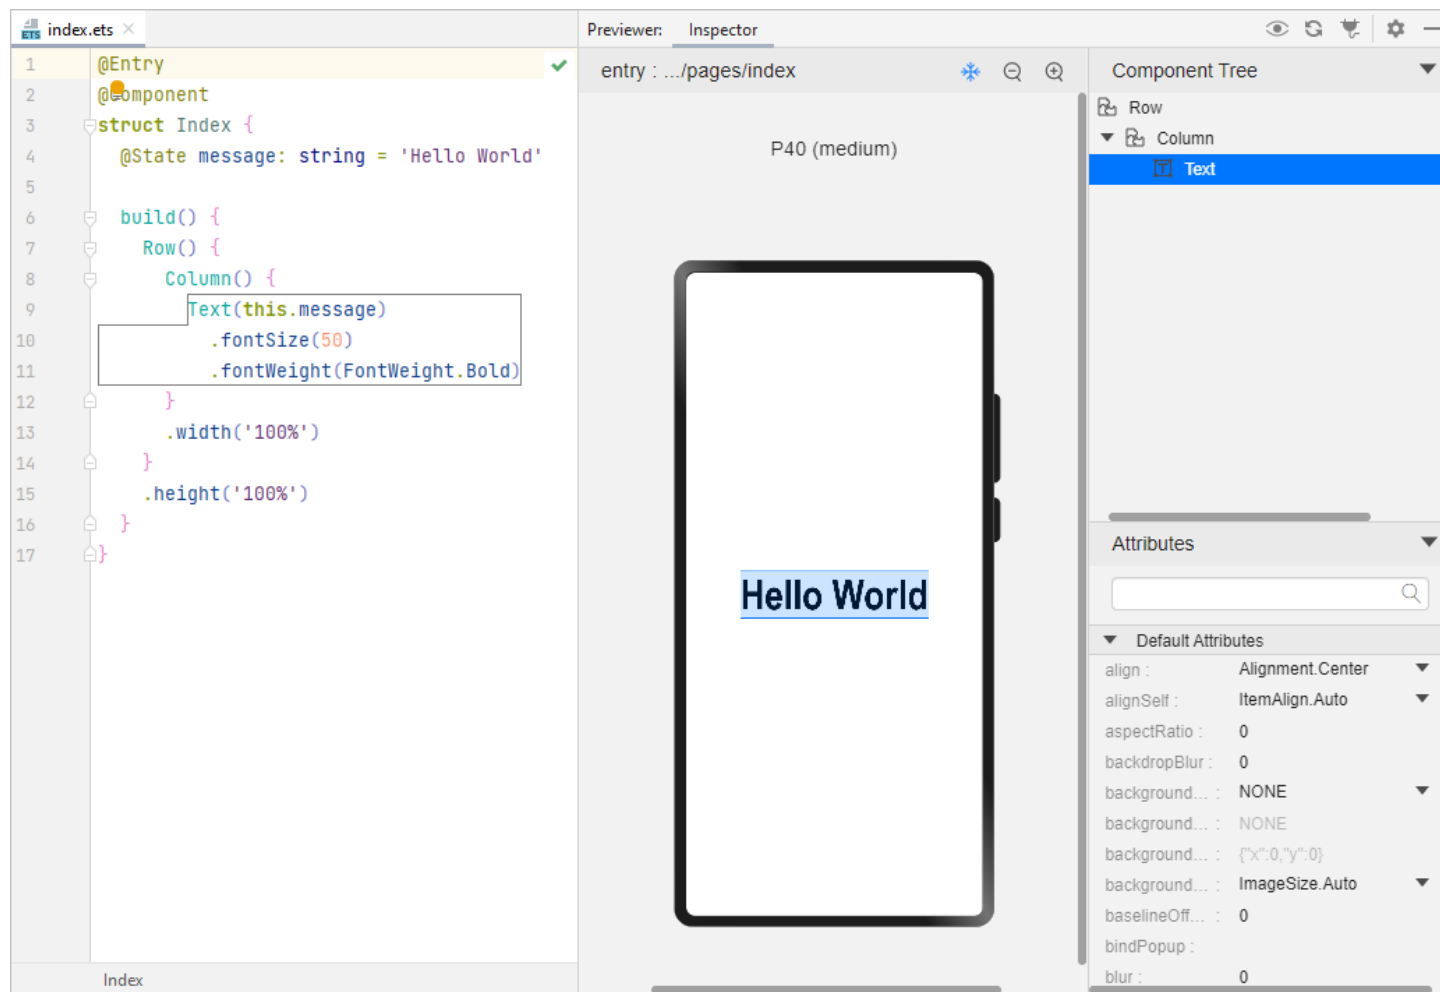 index.ets
Previewer: Inspector
1 @Entry
2 @Component
3 struct Index {
4 @State message: string = 'Hello World'
5
6 build() {
7 Row() {
8 Column() {
9 Text(this.message)
10 .fontSize(50)
11 .fontWeight(FontWeight.Bold)
12 }
13 .width('100%')
14 }
15 .height('100%')
16 }
17 }
Index
entry : .../pages/index
P40 (medium)
Hello World
Component Tree
Row
Column
Text
Attributes
Default Attributes
align : Alignment.Center
alignSelf : ItemAlign.Auto
aspectRatio : 0
backdropBlur : 0
background... : NONE
background... : NONE
background... : {"x":0,"y":0}
background... : ImageSize.Auto
baselineOff... : 0
bindPopup :
blur : 0